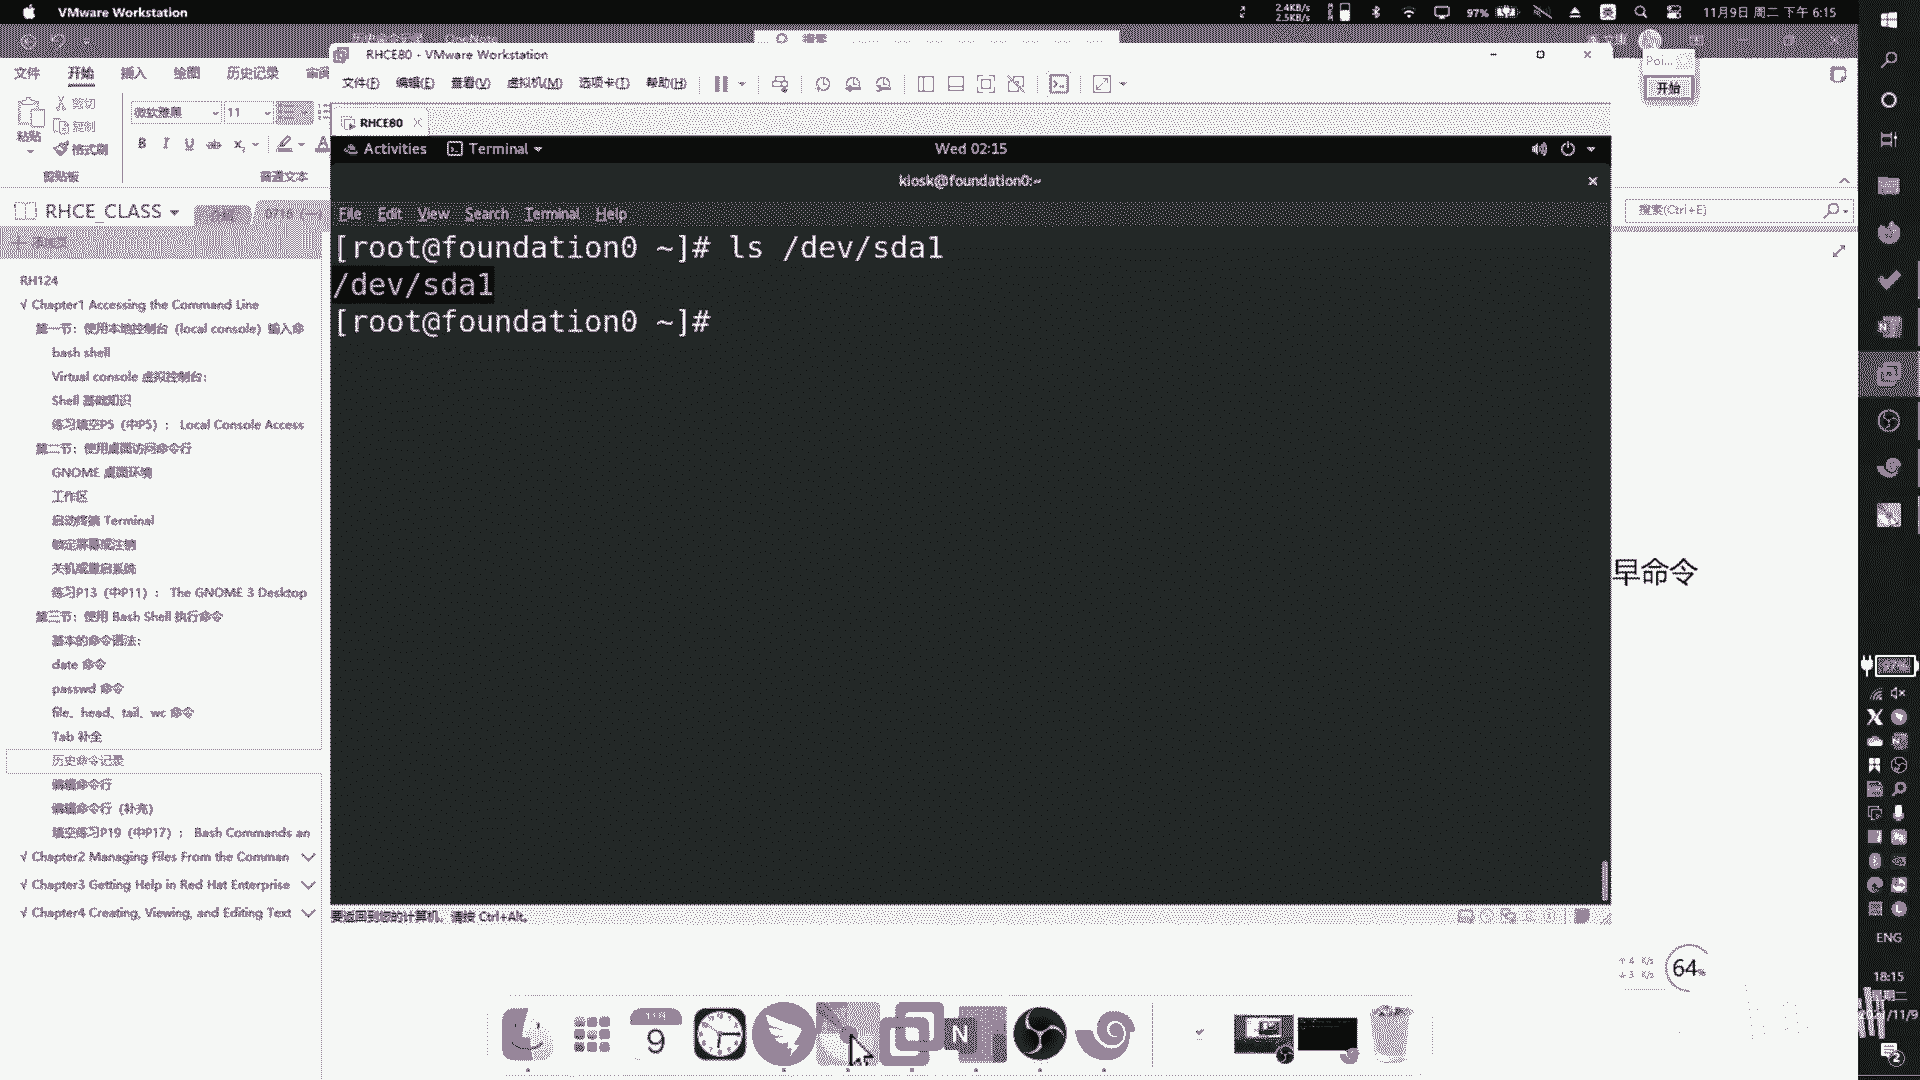 VMware Workstation
2.4KB/s
2.5KB/s
97%
英
11月9日 周二 下午 6:15
RHCE80 - VMware Workstation
文件 开始 插入 绘图 历史记录
文件(F) 编辑(E) 查看(V) 虚拟机(M) 选项卡(T) 帮助(H)
开始
剪切
复制
粘贴
格式刷
微软雅黑 11
B I U ab x
剪贴板
普通文本
RHCE80
Activities Terminal Wed 02:15
kiosk@foundation0:~
File Edit View Search Terminal Help
[root@foundation0 ~]# ls /dev/sda1
/dev/sda1
[root@foundation0 ~]#
RHCE_CLASS
搜索(Ctrl+E)
添加页
RH124
√ Chapter1 Accessing the Command Line
第一节：使用本地控制台（local console）输入命
bash shell
Virtual console 虚拟控制台：
Shell 基础知识
练习填空P5（中P5）： Local Console Access
第二节：使用桌面访问命令行
GNOME 桌面环境
工作区
启动终端 Terminal
锁定屏幕或注销
关机或重启系统
练习P13（中P11）： The GNOME 3 Desktop
第三节：使用 Bash Shell 执行命令
基本的命令语法：
date 命令
passwd 命令
file、head、tail、wc 命令
Tab 补全
历史命令记录
编辑命令行
编辑命令行（补充）
填空练习P19（中P17）： Bash Commands an
√ Chapter2 Managing Files From the Comman
√ Chapter3 Getting Help in Red Hat Enterprise
√ Chapter4 Creating, Viewing, and Editing Text
早命令
要返回到您的计算机，请按 Ctrl+Alt。
64%
9
N
ENG
18:15